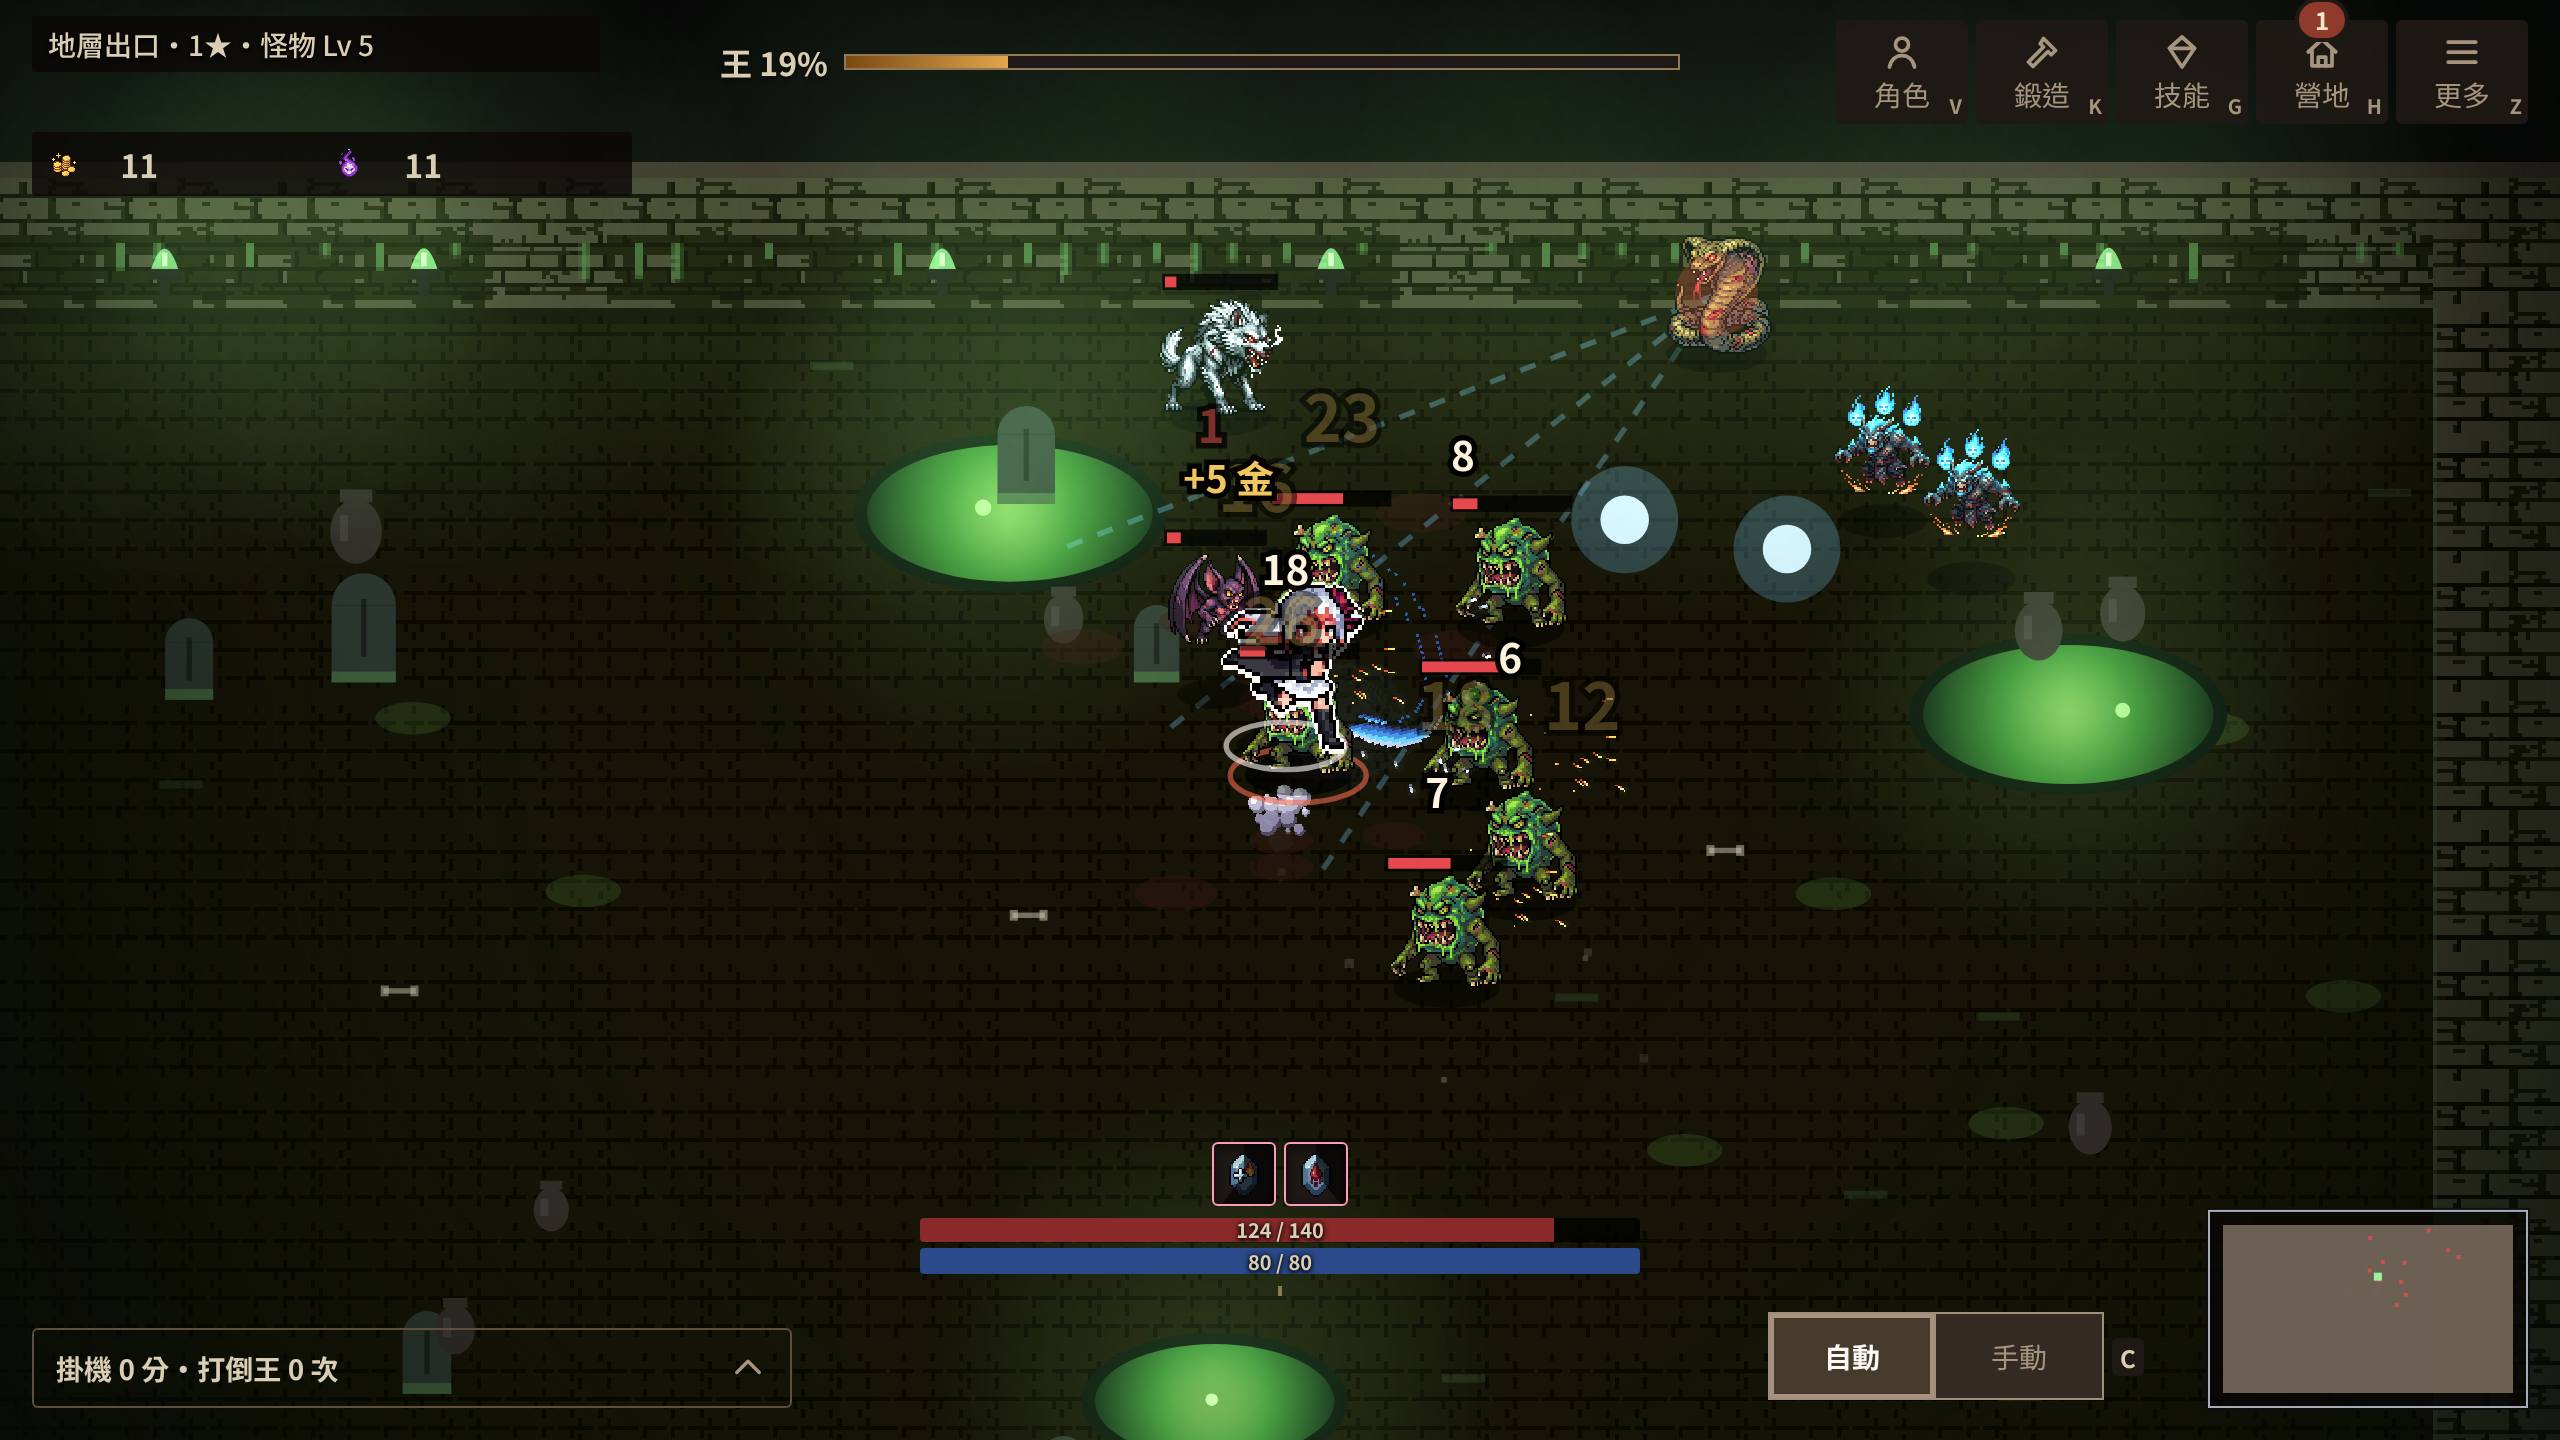 地層出口・1★・怪物 Lv 5
王 19%
1
角色 V
鍛造 K
技能 G
營地 H
更多 Z
11
11
1
23
+5 金
8
18
6
12
7
124 / 140
80 / 80
掛機 0 分・打倒王 0 次
自動
手動
C